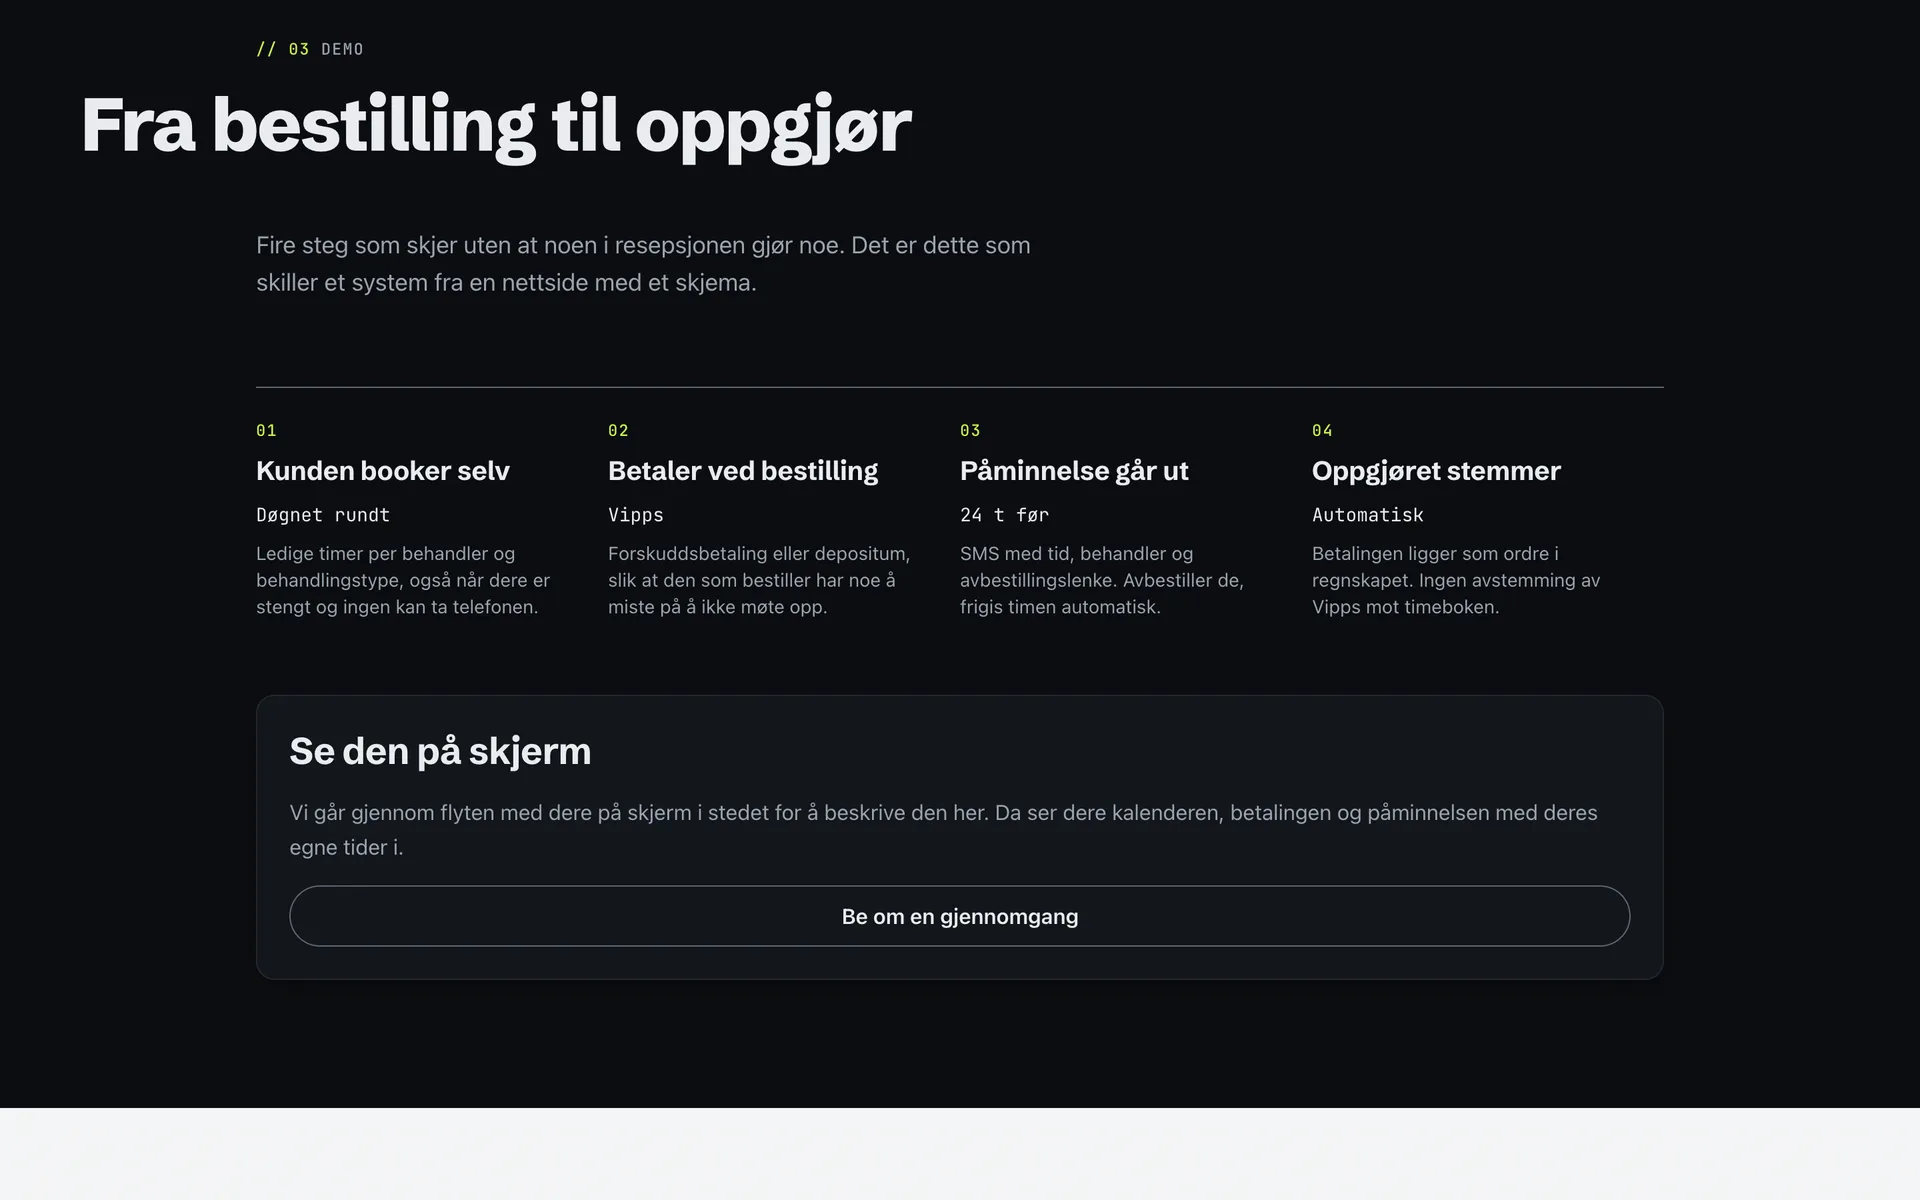 // 03 DEMO
Fra bestilling til oppgjør
Fire steg som skjer uten at noen i resepsjonen gjør noe. Det er dette som
skiller et system fra en nettside med et skjema.
01
Kunden booker selv
Døgnet rundt
Ledige timer per behandler og
behandlingstype, også når dere er
stengt og ingen kan ta telefonen.
02
Betaler ved bestilling
Vipps
Forskuddsbetaling eller depositum,
slik at den som bestiller har noe å
miste på å ikke møte opp.
03
Påminnelse går ut
24 t før
SMS med tid, behandler og
avbestillingslenke. Avbestiller de,
frigis timen automatisk.
04
Oppgjøret stemmer
Automatisk
Betalingen ligger som ordre i
regnskapet. Ingen avstemming av
Vipps mot timeboken.
Se den på skjerm
Vi går gjennom flyten med dere på skjerm i stedet for å beskrive den her. Da ser dere kalenderen, betalingen og påminnelsen med deres
egne tider i.
Be om en gjennomgang